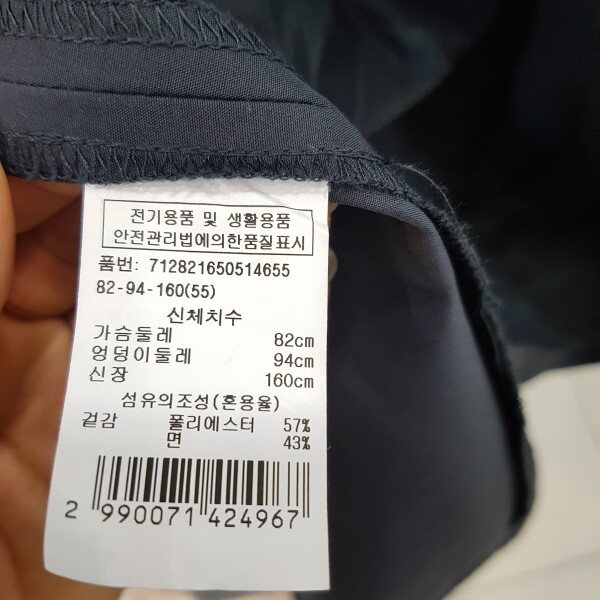 전기용품 및 생활용품
안전관리법에의한품질표시
품번: 712821650514655
82-94-160(55)
신체치수
가슴둘레 82cm
엉덩이둘레 94cm
신장 160cm
섬유의조성(혼용율)
겉감 폴리에스터 57%
면 43%
2 990071 424967